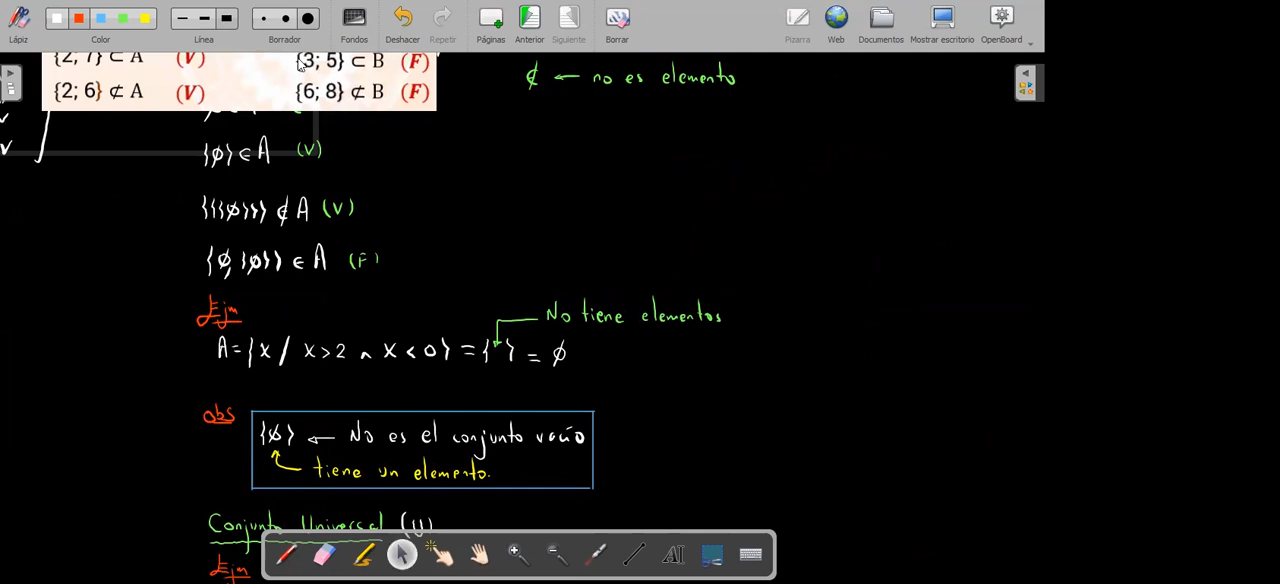 Lápiz Color Línea Borrador Fondos Deshacer Repetir Páginas Anterior Siguiente Borrar Pizarra Web Documentos Mostrar escritorio OpenBoard
{2; 7} ⊂ A (V) {3; 5} ⊂ B (F)
∉ ← no es elemento
{2; 6} ⊄ A (V) {6; 8} ⊄ B (F)
{φ} ∈ A (V)
{{{φ}}} ∉ A (V)
{φ, {φ}} ∈ A (F)
Ejm
No tiene elementos
A = {x / x > 2 ∧ x < 0} = { } = φ
obs
{φ} ← No es el conjunto vacío
tiene un elemento.
Conjunto Universal (U)
Ejm